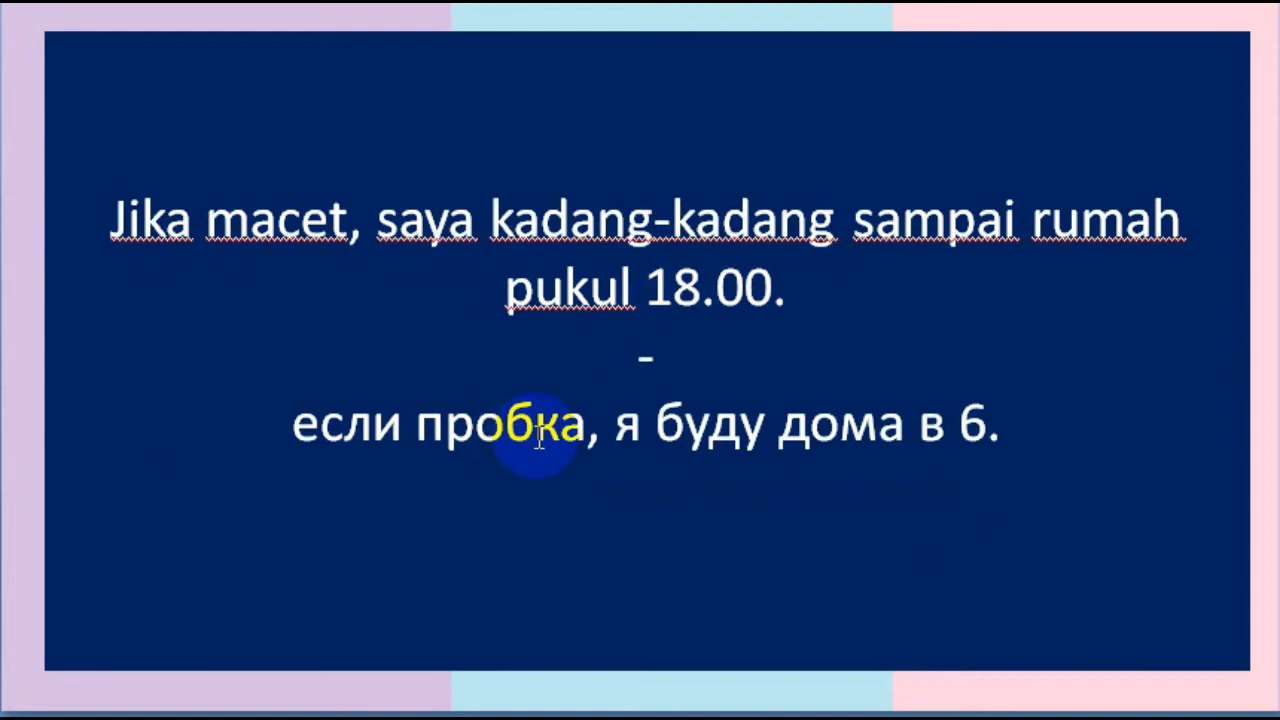 Jika macet, saya kadang-kadang sampai rumah
pukul 18.00.
-
если пробка, я буду дома в 6.